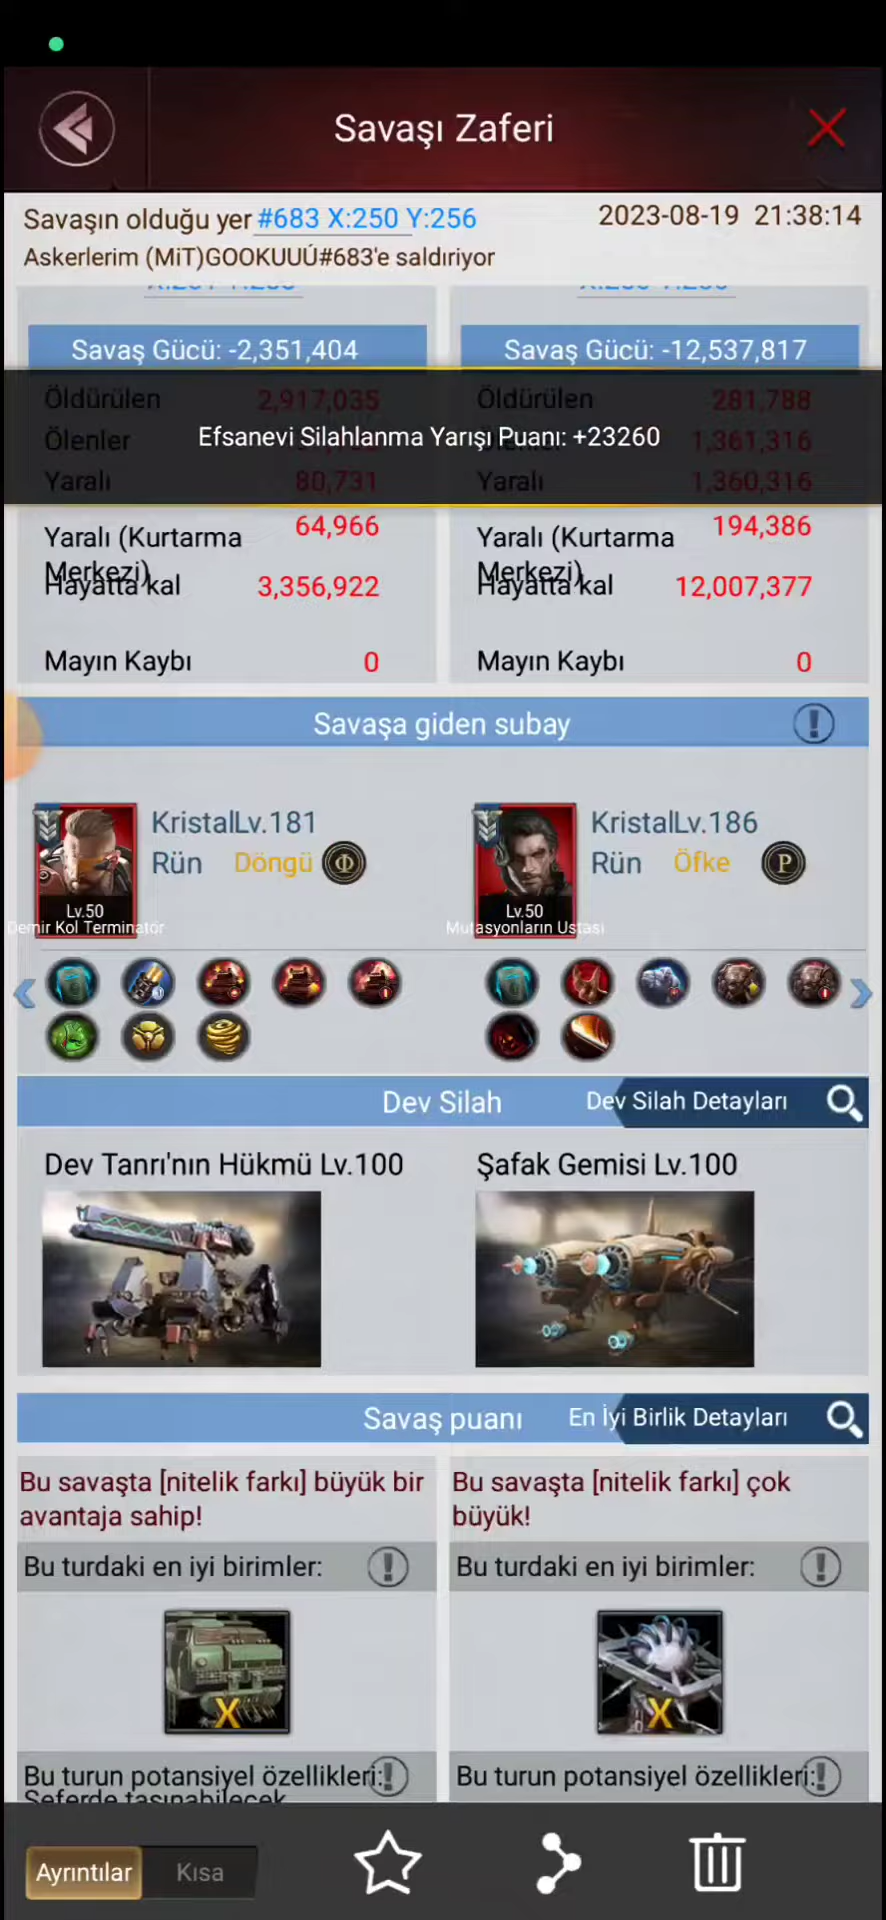 Savaşı Zaferi
Savaşın olduğu yer #683 X:250 Y:256 2023-08-19 21:38:14
Askerlerim (MiT)GOOKUUÚ#683'e saldırıyor
Savaş Gücü: -2,351,404 Savaş Gücü: -12,537,817
Öldürülen 2,917,035 Öldürülen 281,788
Efsanevi Silahlanma Yarışı Puanı: +23260
Ölenler Ölenler 1,361,316
Yaralı 80,731 Yaralı 1,360,316
Yaralı (Kurtarma Merkezi) 64,966 Yaralı (Kurtarma Merkezi) 194,386
Hayatta kal 3,356,922 Hayatta kal 12,007,377
Mayın Kaybı 0 Mayın Kaybı 0
Savaşa giden subay
KristalLv.181 KristalLv.186
Rün Döngü Φ Rün Öfke P
Lv.50 Lv.50
Demir Kol Terminatör Mutasyonların Ustası
Dev Silah Dev Silah Detayları
Dev Tanrı'nın Hükmü Lv.100 Şafak Gemisi Lv.100
Savaş puanı En İyi Birlik Detayları
Bu savaşta [nitelik farkı] büyük bir Bu savaşta [nitelik farkı] çok
avantaja sahip! büyük!
Bu turdaki en iyi birimler: Bu turdaki en iyi birimler:
X X
Bu turun potansiyel özellikleri: Bu turun potansiyel özellikleri:
Seferde taşınabilecek
Ayrıntılar Kısa